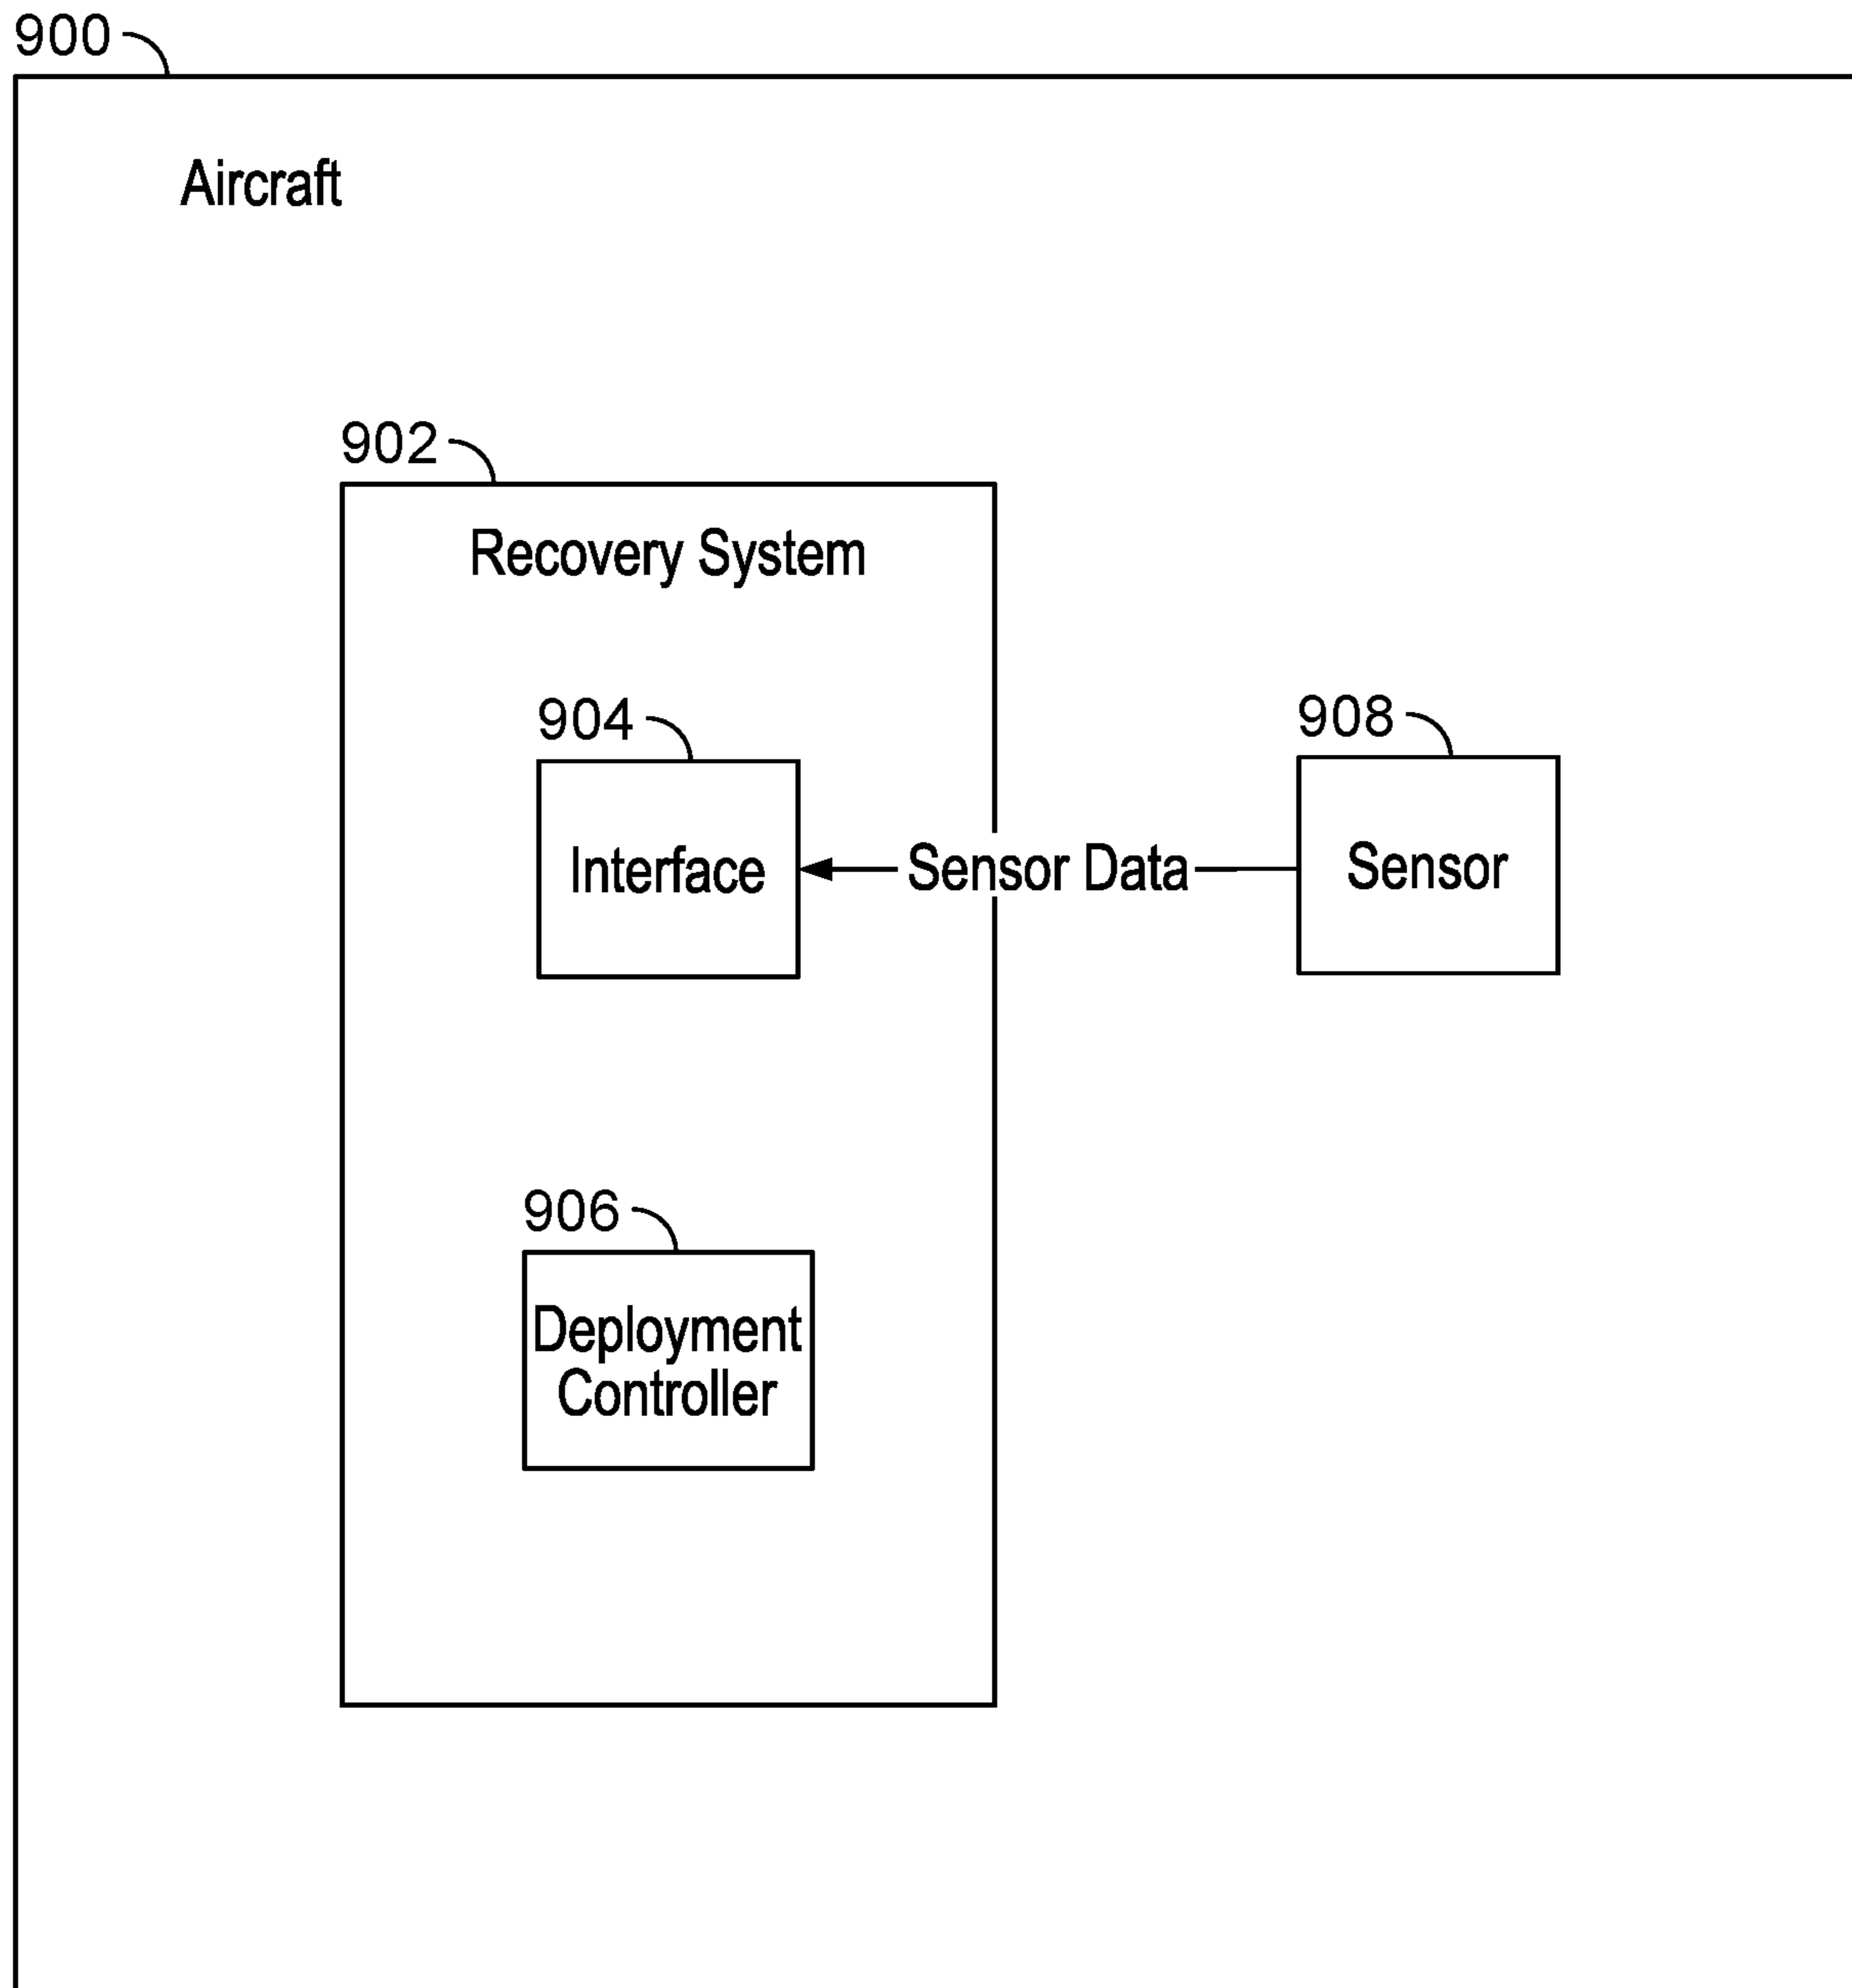 900
Aircraft
902
Recovery System
904
908
Interface
Sensor Data
Sensor
906
Deployment
Controller